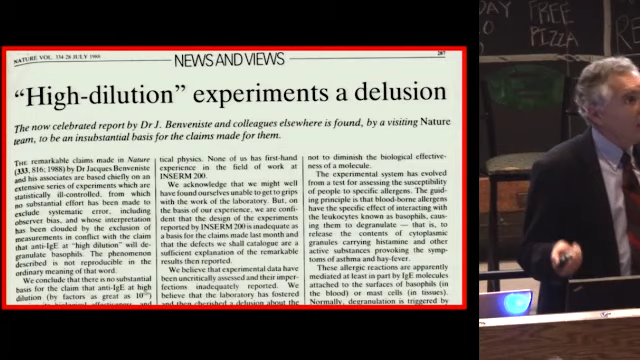 NATURE VOL. 334 28 JULY 1988
NEWS AND VIEWS
287
"High-dilution" experiments a delusion
The now celebrated report by Dr J. Benveniste and colleagues elsewhere is found, by a visiting Nature
team, to be an insubstantial basis for the claims made for them.
THE remarkable claims made in Nature
(333, 816; 1988) by Dr Jacques Benveniste
and his associates are based chiefly on an
extensive series of experiments which are
statistically ill-controlled, from which
no substantial effort has been made to
exclude systematic error, including
observer bias, and whose interpretation
has been clouded by the exclusion of
measurements in conflict with the claim
that anti-IgE at "high dilution" will de-
granulate basophils. The phenomenon
described is not reproducible in the
ordinary meaning of that word.
We conclude that there is no substantial
basis for the claim that anti-IgE at high
dilution (by factors as great as
tical physics. None of us has first-hand
experience in the field of work at
INSERM 200.
We acknowledge that we might well
have found ourselves unable to get to grips
with the work of the laboratory. But, on
the basis of our experience, we are confi-
dent that the design of the experiments
reported by INSERM 200 is inadequate as
a basis for the claims made last month and
that the defects we shall catalogue are a
sufficient explanation of the remarkable
results then reported.
We believe that experimental data have
been uncritically assessed and their imper-
fections inadequately reported. We
believe that the laboratory has fostered
and then cherished a delusion about the
not to diminish the biological effective-
ness of a molecule.
The experimental system has evolved
from a test for assessing the susceptibility
of people to specific allergens. The guid-
ing principle is that blood-borne allergens
have the specific effect of interacting with
the leukocytes known as basophils, caus-
ing them to degranulate — that is, to
release the contents of cytoplasmic
granules carrying histamine and other
active substances provoking the symp-
toms of asthma and hay-fever.
These allergic reactions are apparently
mediated at least in part by IgE molecules
attached to the surfaces of basophils (in
the blood) or mast cells (in tissues).
Normally, degranulation is triggered by
DAY FREE
PIZZA